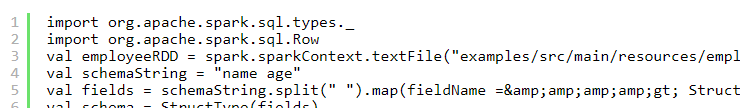 1 import org.apache.spark.sql.types._
2 import org.apache.spark.sql.Row
3 val employeeRDD = spark.sparkContext.textFile("examples/src/main/resources/empl
4 val schemaString = "name age"
5 val fields = schemaString.split(" ").map(fieldName =&amp;amp;amp;amp;gt; Struct
6 val schema = StructType(fields)